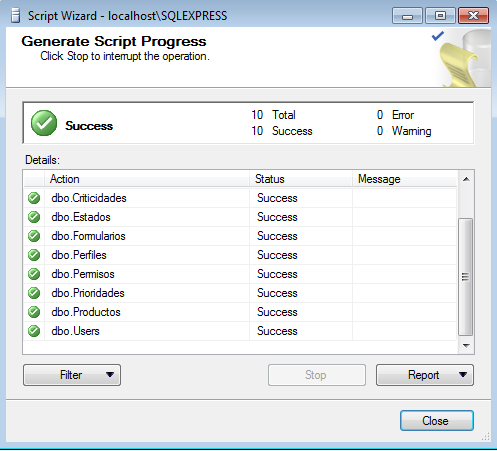 Script Wizard - localhost\SQLEXPRESS
Generate Script Progress
Click Stop to interrupt the operation.
Success
10 Total 0 Error
10 Success 0 Warning
Details:
Action Status Message
dbo.Criticidades Success
dbo.Estados Success
dbo.Formularios Success
dbo.Perfiles Success
dbo.Permisos Success
dbo.Prioridades Success
dbo.Productos Success
dbo.Users Success
Filter Stop Report
Close